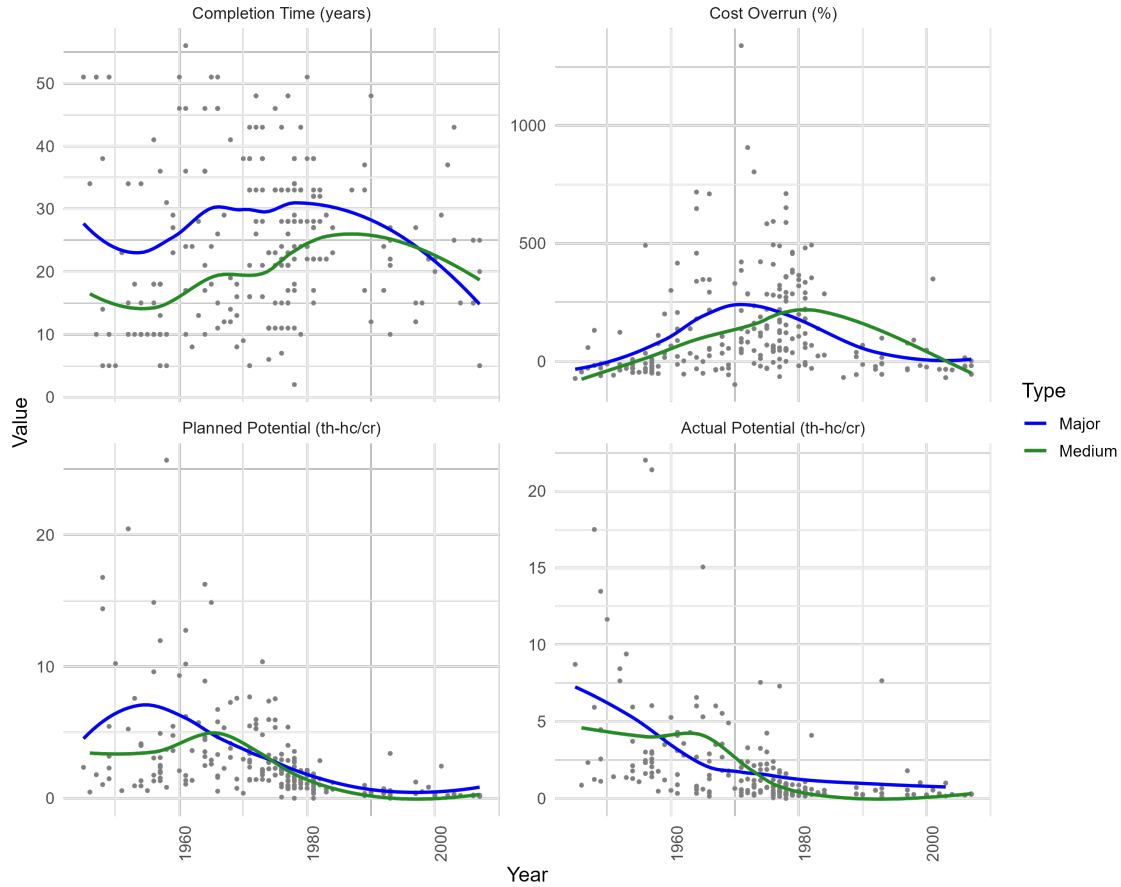 Completion Time (years)
Cost Overrun (%)
50
40
30
20
10
0
1000
500
0
Value
Type
Major
Medium
Planned Potential (th-hc/cr)
Actual Potential (th-hc/cr)
20
10
0
20
15
10
5
0
1960
1980
2000
1960
1980
2000
Year